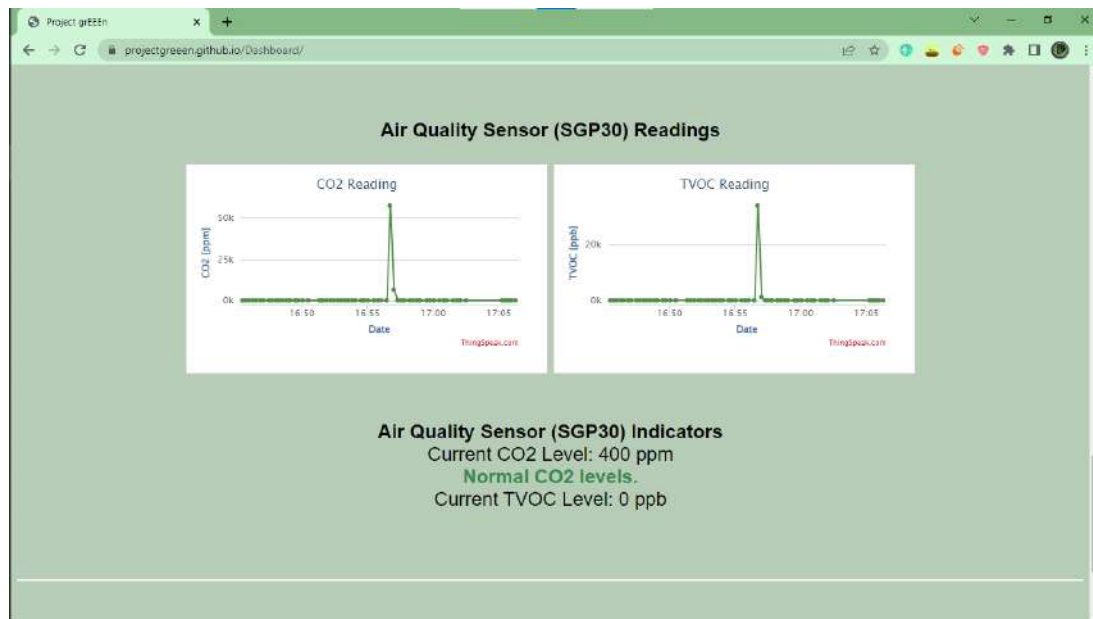 Project grEEEn
projectgreeen.github.io/Dashboard/
Air Quality Sensor (SGP30) Readings
CO2 Reading
CO2 [ppm]
50k
25k
0k
16:50 16:55 17:00 17:05
Date
ThingSpeak.com
TVOC Reading
TVOC [ppb]
20k
0k
16:50 16:55 17:00 17:05
Date
ThingSpeak.com
Air Quality Sensor (SGP30) Indicators
Current CO2 Level: 400 ppm
Normal CO2 levels.
Current TVOC Level: 0 ppb